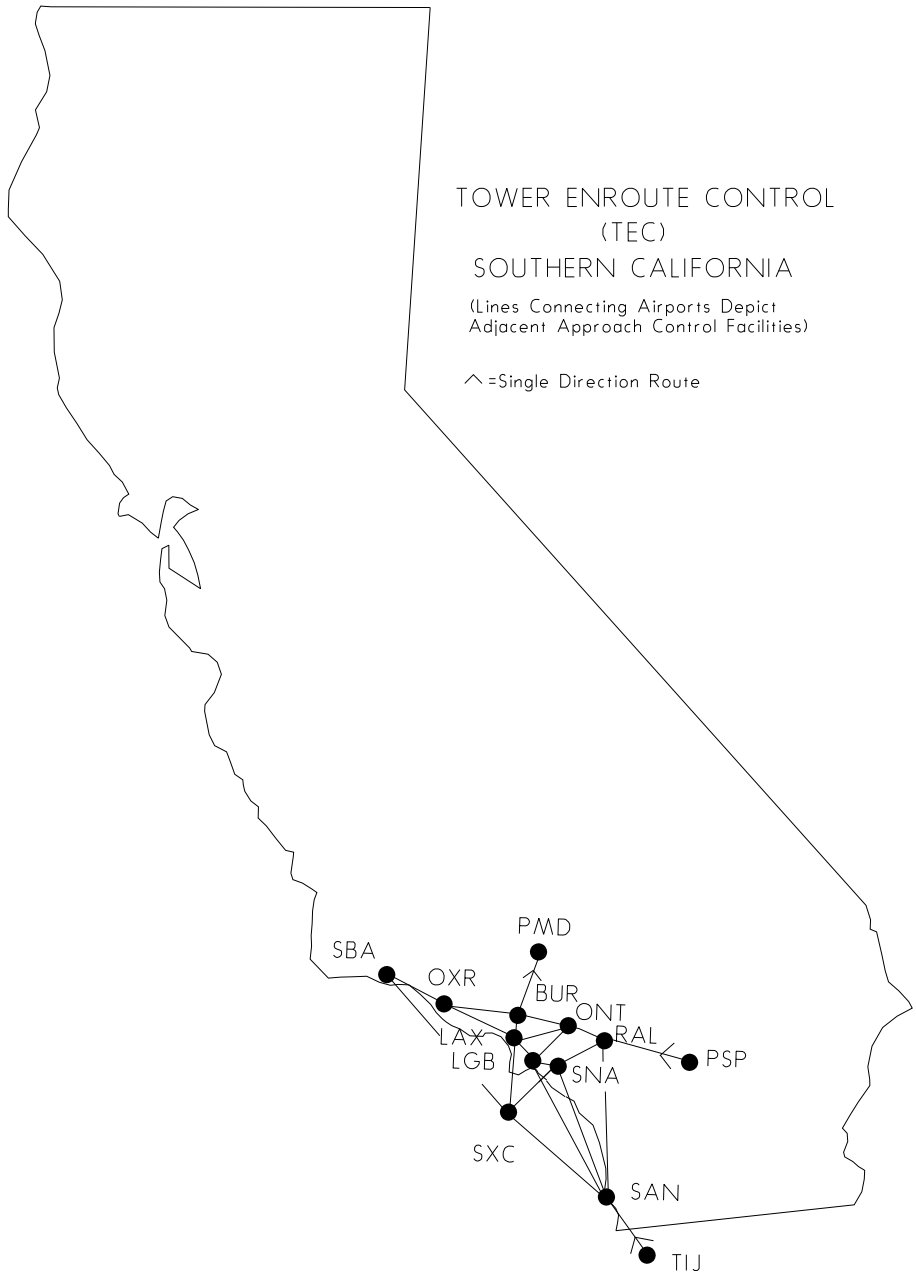 TOWER ENROUTE CONTROL
(TEC)
SOUTHERN CALIFORNIA
(Lines Connecting Airports Depict
Adjacent Approach Control Facilities)
=Single Direction Route
PMD
SBA
OXR
BUR
ONT
LAX
RAL
LGB
PSP
SNA
SXC
SAN
TIJ